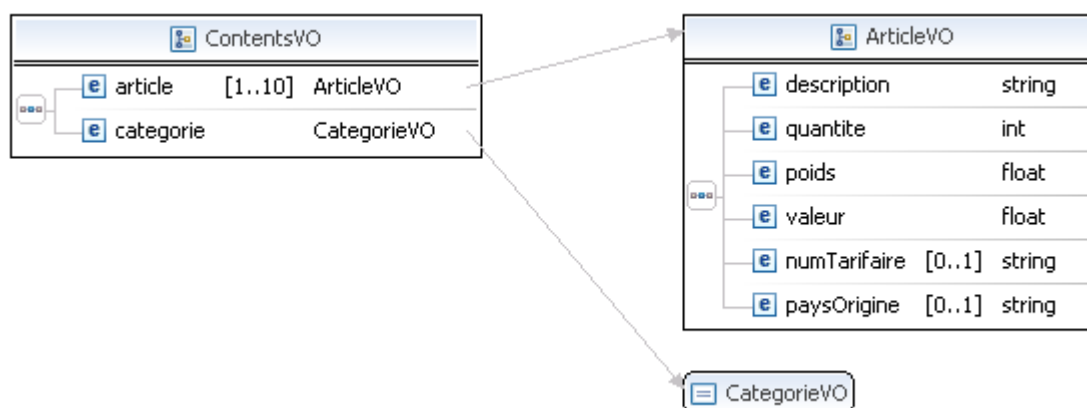 ContentsVO
article [1..10] ArticleVO
categorie CategorieVO
ArticleVO
description string
quantite int
poids float
valeur float
numTarifaire [0..1] string
paysOrigine [0..1] string
CategorieVO